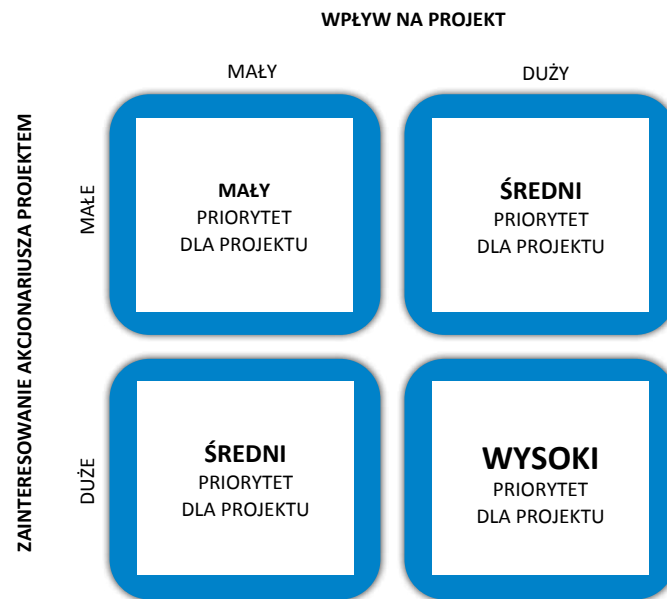 WPŁYW NA PROJEKT
MAŁY
DUŻY
ZAINTERESOWANIE AKCJONARIUSZA PROJEKTEM
MAŁE
MAŁY
PRIORYTET
DLA PROJEKTU
ŚREDNI
PRIORYTET
DLA PROJEKTU
DUŻE
ŚREDNI
PRIORYTET
DLA PROJEKTU
WYSOKI
PRIORYTET
DLA PROJEKTU